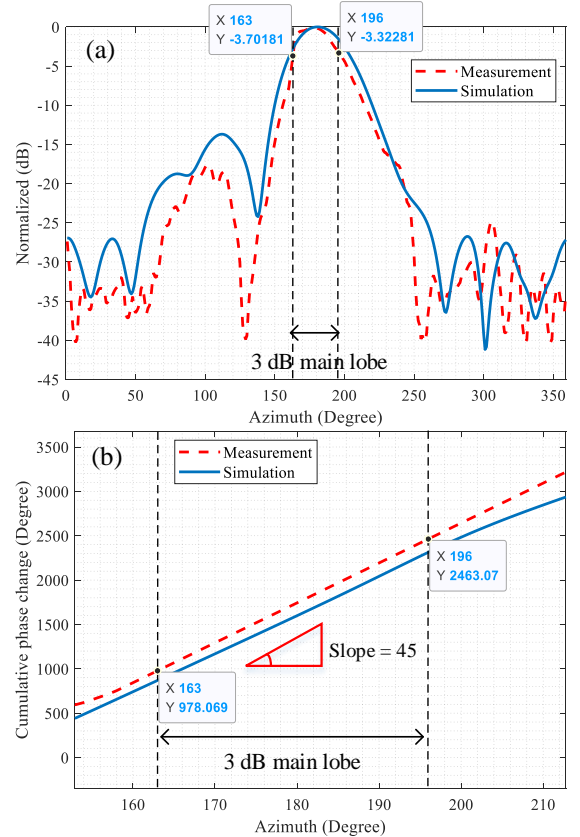 (a)
X 163
Y -3.70181
X 196
Y -3.32281
Measurement
Simulation
0
-5
-10
-15
-20
-25
-30
-35
-40
-45
Normalized (dB)
3 dB main lobe
0 50 100 150 200 250 300 350
Azimuth (Degree)
(b)
Measurement
Simulation
3500
3000
2500
2000
1500
1000
500
0
Cumulative phase change (Degree)
X 196
Y 2463.07
Slope = 45
X 163
Y 978.069
3 dB main lobe
160 170 180 190 200 210
Azimuth (Degree)